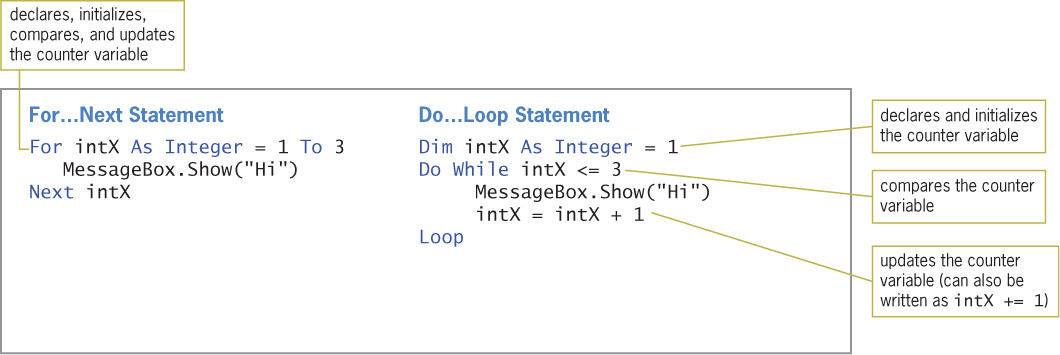 declares, initializes,
compares, and updates
the counter variable
For…Next Statement
For intX As Integer = 1 To 3
MessageBox.Show("Hi")
Next intX
Do…Loop Statement
Dim intX As Integer = 1
Do While intX <= 3
MessageBox.Show("Hi")
intX = intX + 1
Loop
declares and initializes
the counter variable
compares the counter
variable
updates the counter
variable (can also be
written as intX += 1)